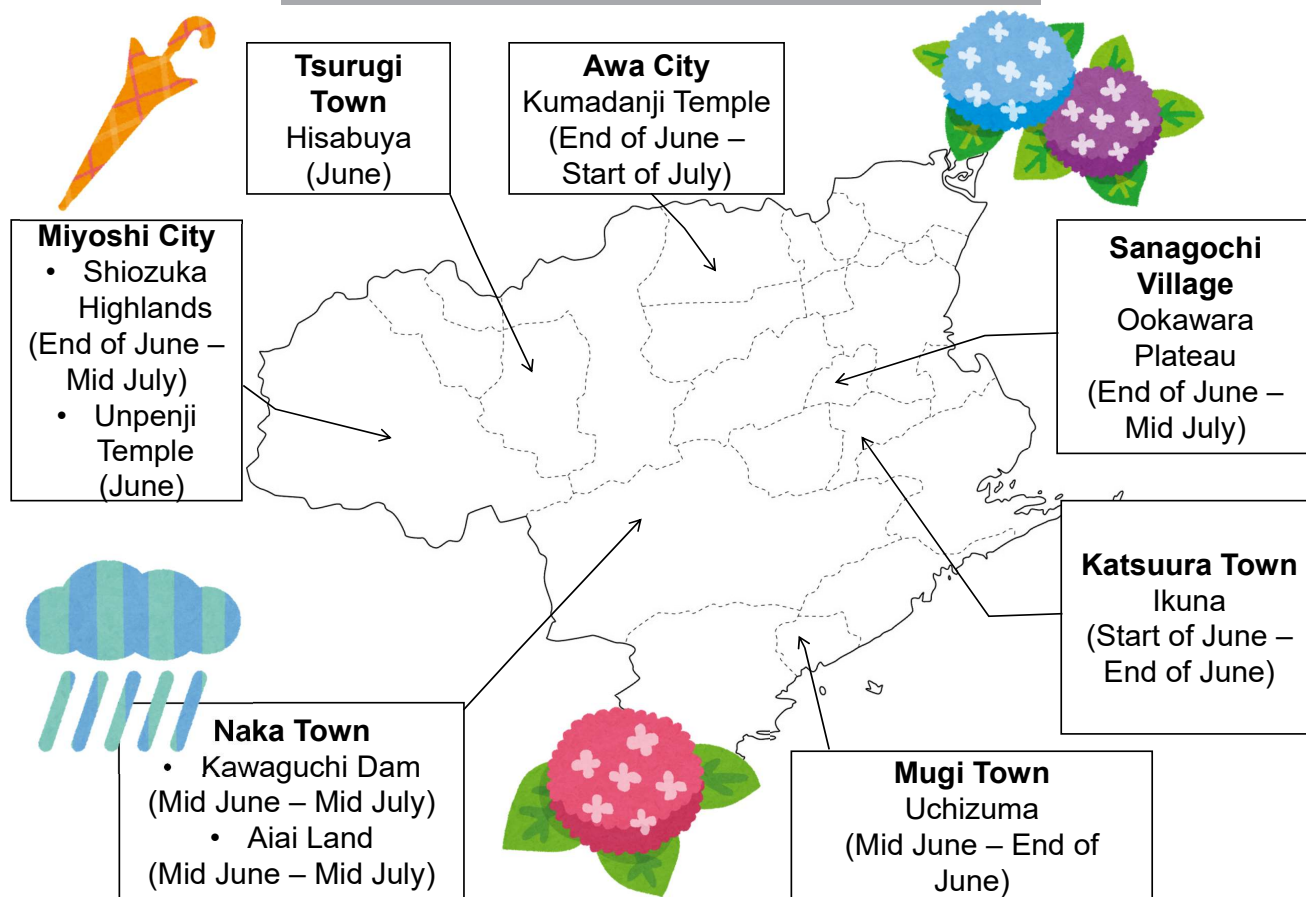 Tsurugi
Town
Hisabuya
(June)
Awa City
Kumadanji Temple
(End of June –
Start of July)
Miyoshi City
• Shiozuka
Highlands
(End of June –
Mid July)
• Unpenji
Temple
(June)
Sanagochi
Village
Ookawara
Plateau
(End of June –
Mid July)
Katsuura Town
Ikuna
(Start of June –
End of June)
Naka Town
• Kawaguchi Dam
(Mid June – Mid July)
• Aiai Land
(Mid June – Mid July)
Mugi Town
Uchizuma
(Mid June – End of
June)